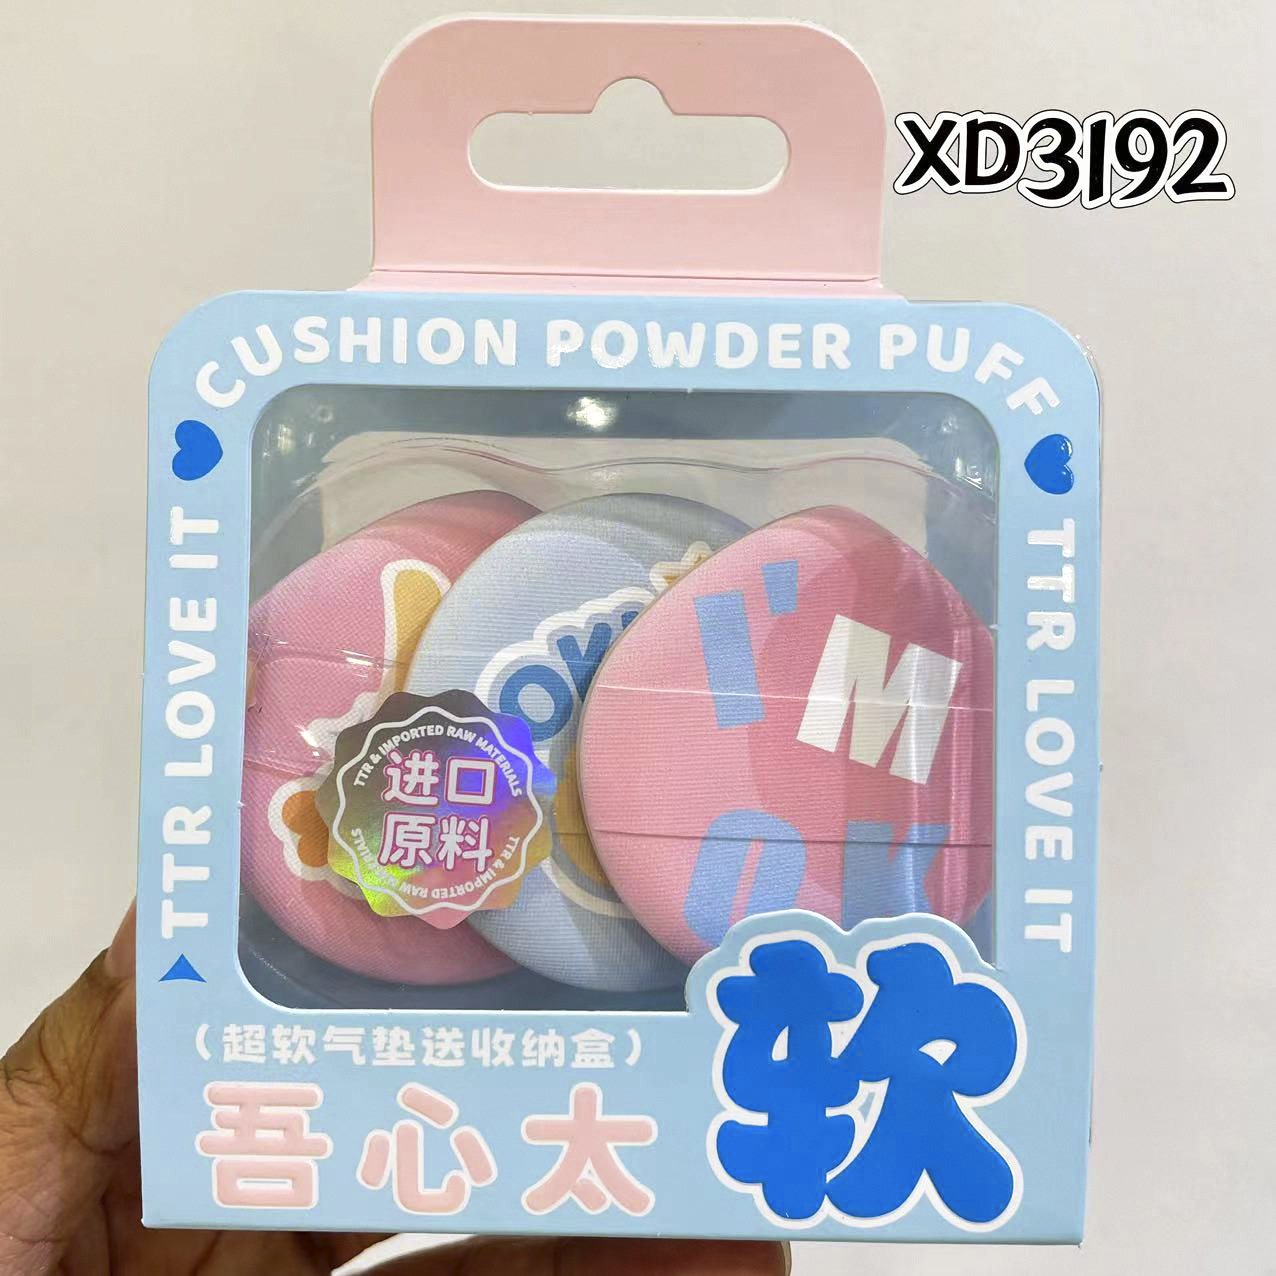 XD3192
CUSHION POWDER PUFF
TTR LOVE IT
TTR LOVE IT
I'M
OK
OK
TTR & IMPORTED RAW MATERIALS
进口
原料
TTR & IMPORTED RAW MATERIALS
（超软气垫送收纳盒）
吾心太软